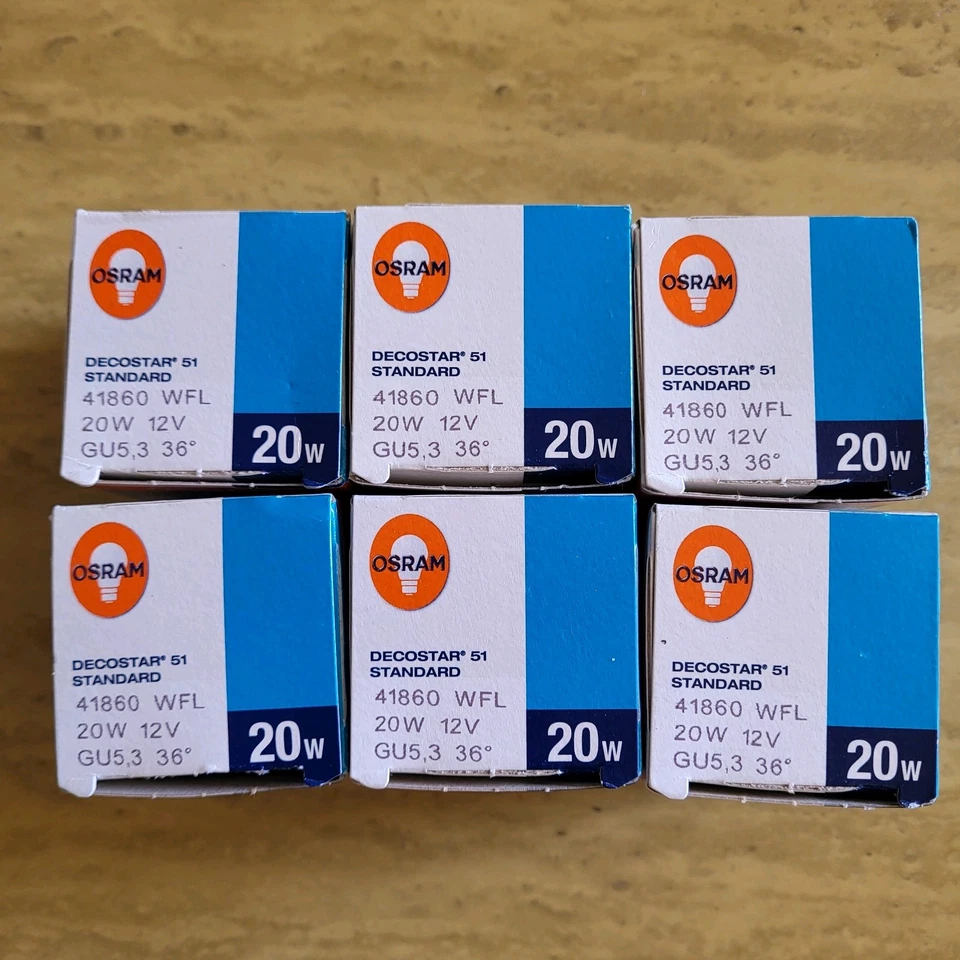 OSRAM
DECOSTAR® 51
STANDARD
41860 WFL
20W 12V
GU5,3 36°
20W
OSRAM
DECOSTAR® 51
STANDARD
41860 WFL
20W 12V
GU5,3 36°
20W
OSRAM
DECOSTAR® 51
STANDARD
41860 WFL
20W 12V
GU5,3 36°
20W
OSRAM
DECOSTAR® 51
STANDARD
41860 WFL
20W 12V
GU5,3 36°
20W
OSRAM
DECOSTAR® 51
STANDARD
41860 WFL
20W 12V
GU5,3 36°
20W
OSRAM
DECOSTAR® 51
STANDARD
41860 WFL
20W 12V
GU5,3 36°
20W